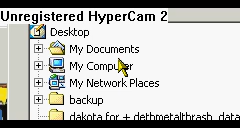 Unregistered HyperCam 2
Desktop
My Documents
My Computer
My Network Places
backup
dakota for + dethmetalthrash data